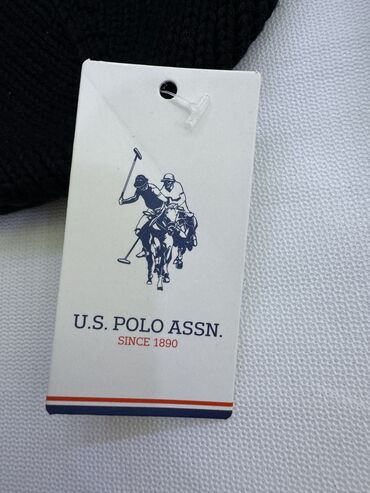 U.S. POLO ASSN.
SINCE 1890